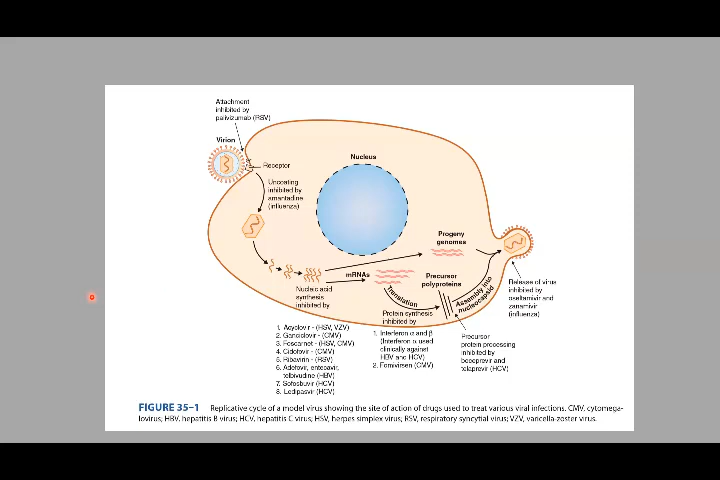 Attachment
inhibited by
palivizumab (RSV)
Virion
Receptor
Nucleus
Uncoating
inhibited by
amantadine
(influenza)
Progeny
genomes
mRNAs
Precursor
polyproteins
Nucleic acid
synthesis
inhibited by
Translation
Assembly into
nucleocapsid
Release of virus
inhibited by
oseltamivir and
zanamivir
(influenza)
Protein synthesis
inhibited by
1. Acyclovir - (HSV, VZV)
2. Ganciclovir - (CMV)
3. Foscarnet - (HSV, CMV)
4. Cidofovir - (CMV)
5. Ribavirin - (RSV)
6. Adefovir, entecavir,
telbivudine (HBV)
7. Sofosbuvir (HCV)
8. Ledipasvir (HCV)
1. Interferon α and β
(Interferon α used
clinically against
HBV and HCV)
2. Fomivirsen (CMV)
Precursor
protein processing
inhibited by
boceprevir and
telaprevir (HCV)
FIGURE 35–1 Replicative cycle of a model virus showing the site of action of drugs used to treat various viral infections. CMV, cytomega-
lovirus; HBV, hepatitis B virus; HCV, hepatitis C virus; HSV, herpes simplex virus; RSV, respiratory syncytial virus; VZV, varicella-zoster virus.